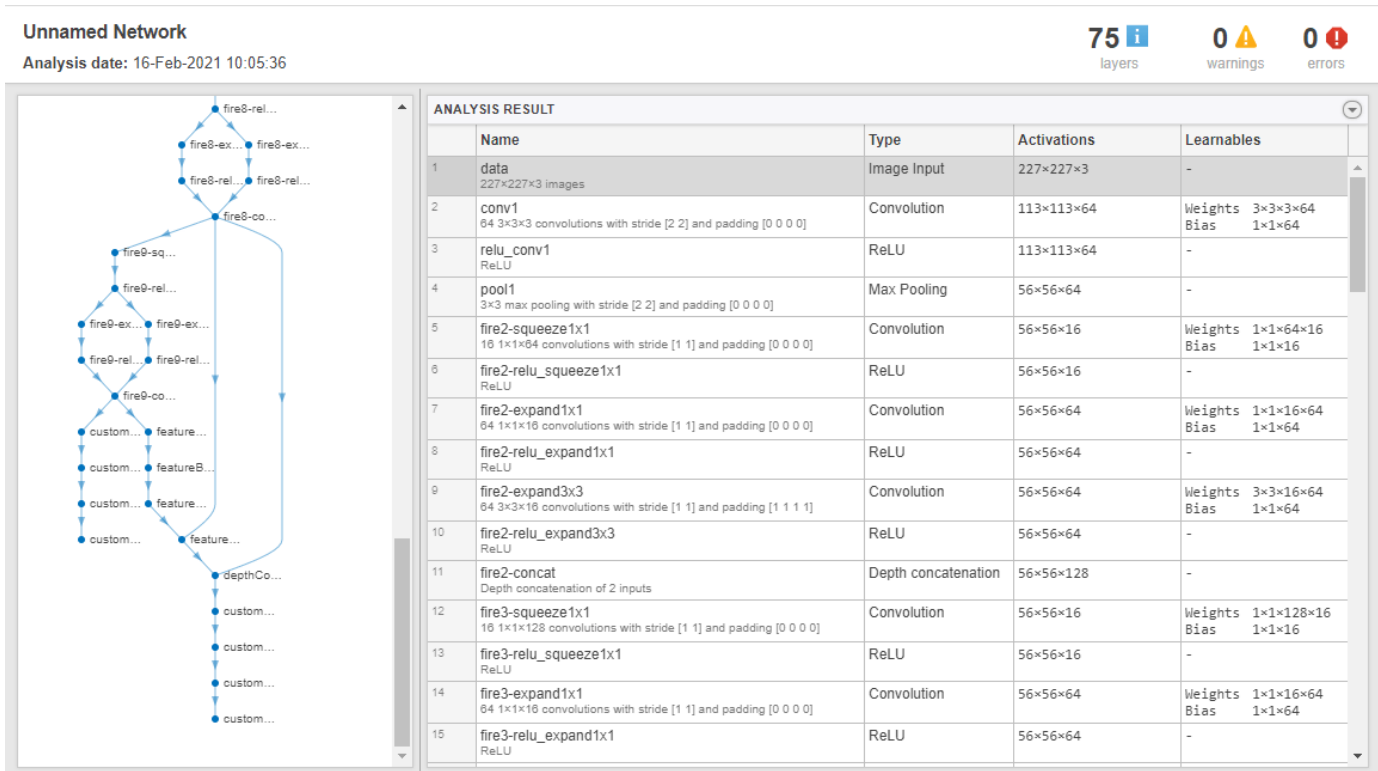 Unnamed Network
Analysis date: 16-Feb-2021 10:05:36
75 i
layers
0
warnings
0
errors
fire8-rel...
fire8-ex... fire8-ex...
fire8-rel... fire8-rel...
fire8-co...
fire9-sq...
fire9-rel...
fire9-ex... fire9-ex...
fire9-rel... fire9-rel...
fire9-co...
custom... feature...
custom... featureB...
custom... feature...
custom... feature...
depthCo...
custom...
custom...
custom...
custom...
ANALYSIS RESULT
Name Type Activations Learnables
1 data Image Input 227×227×3 -
227×227×3 images
2 conv1 Convolution 113×113×64 Weights 3×3×3×64
64 3×3×3 convolutions with stride [2 2] and padding [0 0 0 0] Bias 1×1×64
3 relu_conv1 ReLU 113×113×64 -
ReLU
4 pool1 Max Pooling 56×56×64 -
3×3 max pooling with stride [2 2] and padding [0 0 0 0]
5 fire2-squeeze1x1 Convolution 56×56×16 Weights 1×1×64×16
16 1×1×64 convolutions with stride [1 1] and padding [0 0 0 0] Bias 1×1×16
6 fire2-relu_squeeze1x1 ReLU 56×56×16 -
ReLU
7 fire2-expand1x1 Convolution 56×56×64 Weights 1×1×16×64
64 1×1×16 convolutions with stride [1 1] and padding [0 0 0 0] Bias 1×1×64
8 fire2-relu_expand1x1 ReLU 56×56×64 -
ReLU
9 fire2-expand3x3 Convolution 56×56×64 Weights 3×3×16×64
64 3×3×16 convolutions with stride [1 1] and padding [1 1 1 1] Bias 1×1×64
10 fire2-relu_expand3x3 ReLU 56×56×64 -
ReLU
11 fire2-concat Depth concatenation 56×56×128 -
Depth concatenation of 2 inputs
12 fire3-squeeze1x1 Convolution 56×56×16 Weights 1×1×128×16
16 1×1×128 convolutions with stride [1 1] and padding [0 0 0 0] Bias 1×1×16
13 fire3-relu_squeeze1x1 ReLU 56×56×16 -
ReLU
14 fire3-expand1x1 Convolution 56×56×64 Weights 1×1×16×64
64 1×1×16 convolutions with stride [1 1] and padding [0 0 0 0] Bias 1×1×64
15 fire3-relu_expand1x1 ReLU 56×56×64 -
ReLU